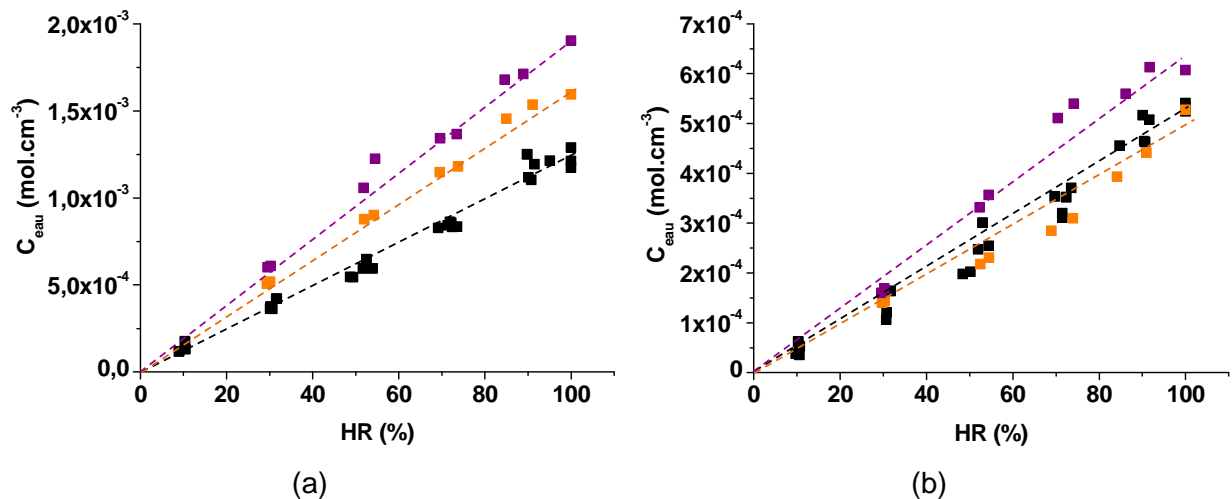 (a)
C_eau (mol.cm⁻³)
2,0x10⁻³
1,5x10⁻³
1,0x10⁻³
5,0x10⁻⁴
0,0
0 20 40 60 80 100
HR (%)
(a)
(b)
C_eau (mol.cm⁻³)
7x10⁻⁴
6x10⁻⁴
5x10⁻⁴
4x10⁻⁴
3x10⁻⁴
2x10⁻⁴
1x10⁻⁴
0
0 20 40 60 80 100
HR (%)
(b)